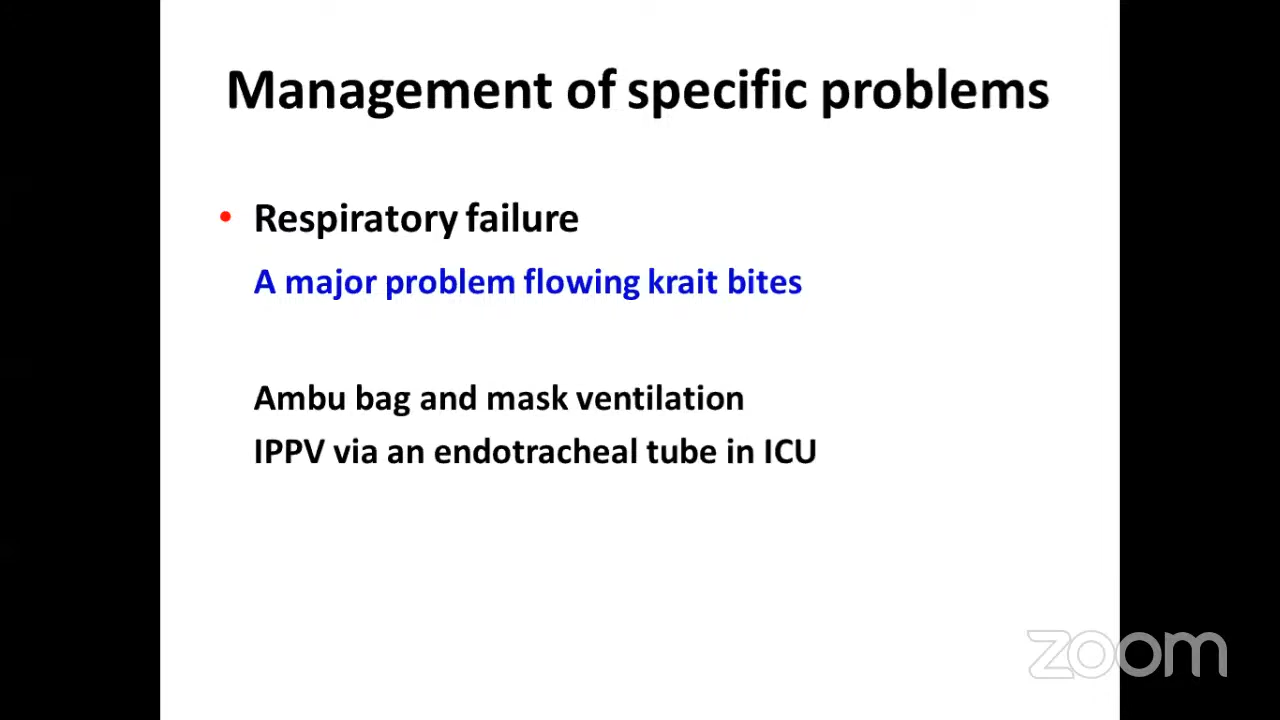 Management of specific problems
• Respiratory failure
A major problem flowing krait bites
Ambu bag and mask ventilation
IPPV via an endotracheal tube in ICU
zoom